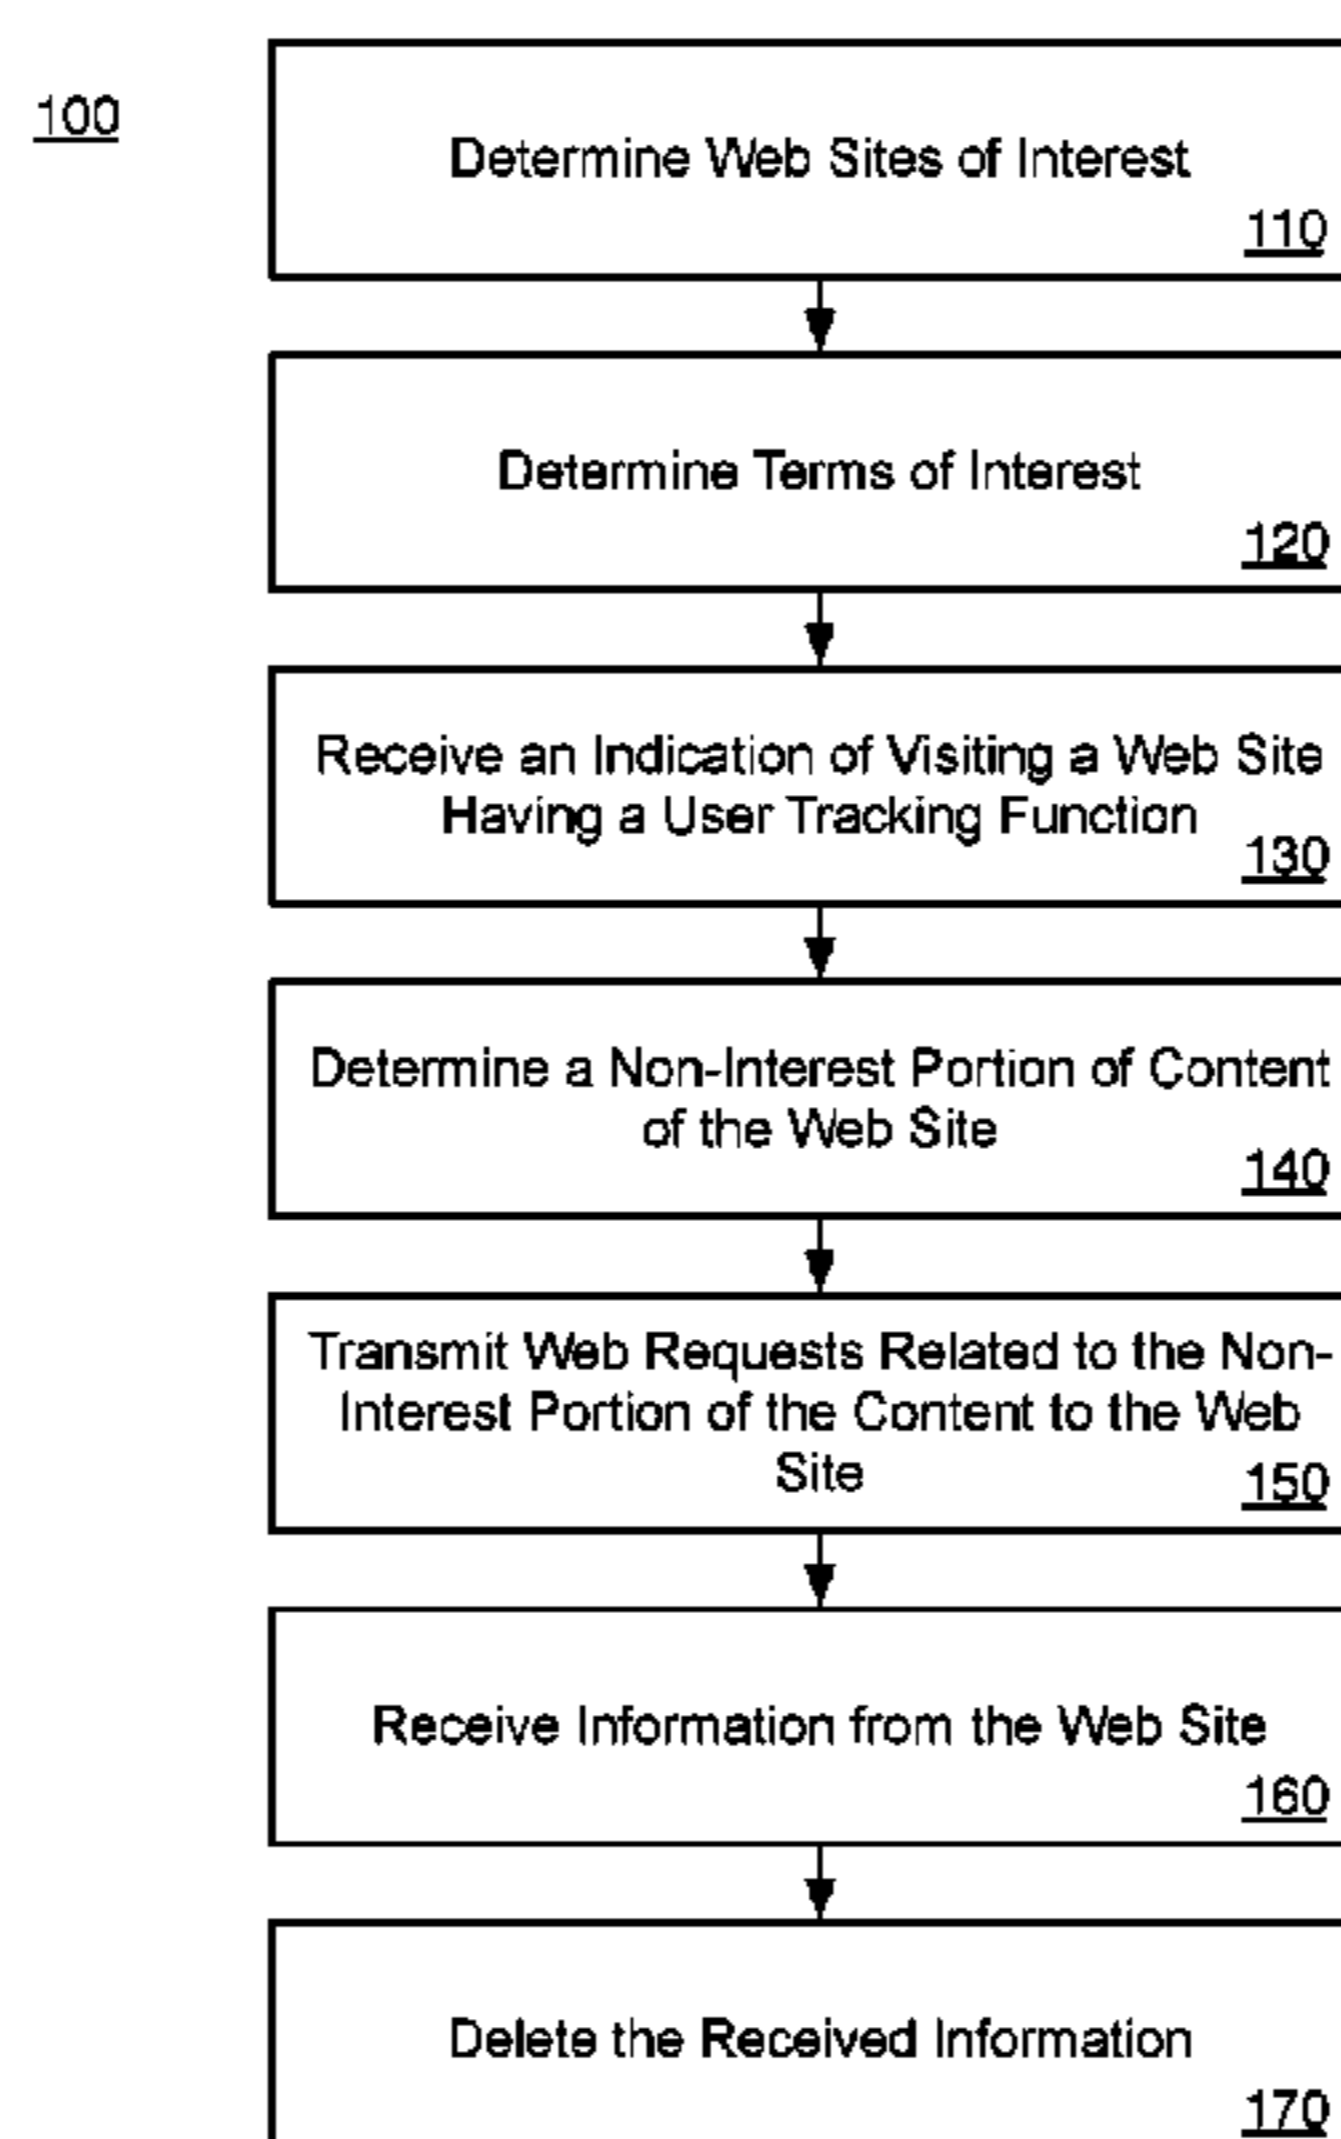 100
Determine Web Sites of Interest
110
Determine Terms of Interest
120
Receive an Indication of Visiting a Web Site
Having a User Tracking Function
130
Determine a Non-Interest Portion of Content
of the Web Site
140
Transmit Web Requests Related to the Non-
Interest Portion of the Content to the Web
Site
150
Receive Information from the Web Site
160
Delete the Received Information
170